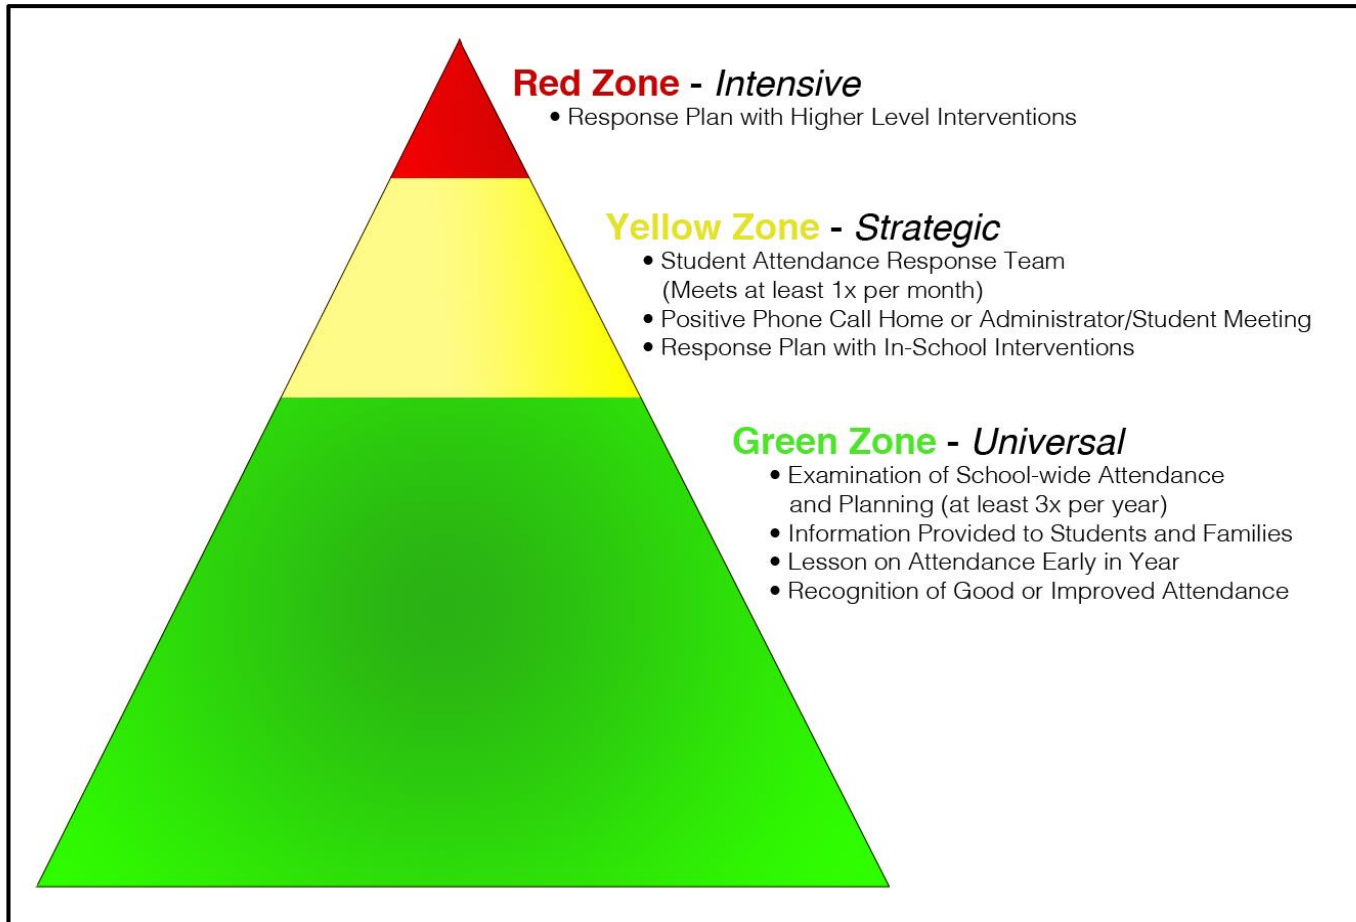 Red Zone - Intensive
• Response Plan with Higher Level Interventions
Yellow Zone - Strategic
• Student Attendance Response Team
(Meets at least 1x per month)
• Positive Phone Call Home or Administrator/Student Meeting
• Response Plan with In-School Interventions
Green Zone - Universal
• Examination of School-wide Attendance
and Planning (at least 3x per year)
• Information Provided to Students and Families
• Lesson on Attendance Early in Year
• Recognition of Good or Improved Attendance